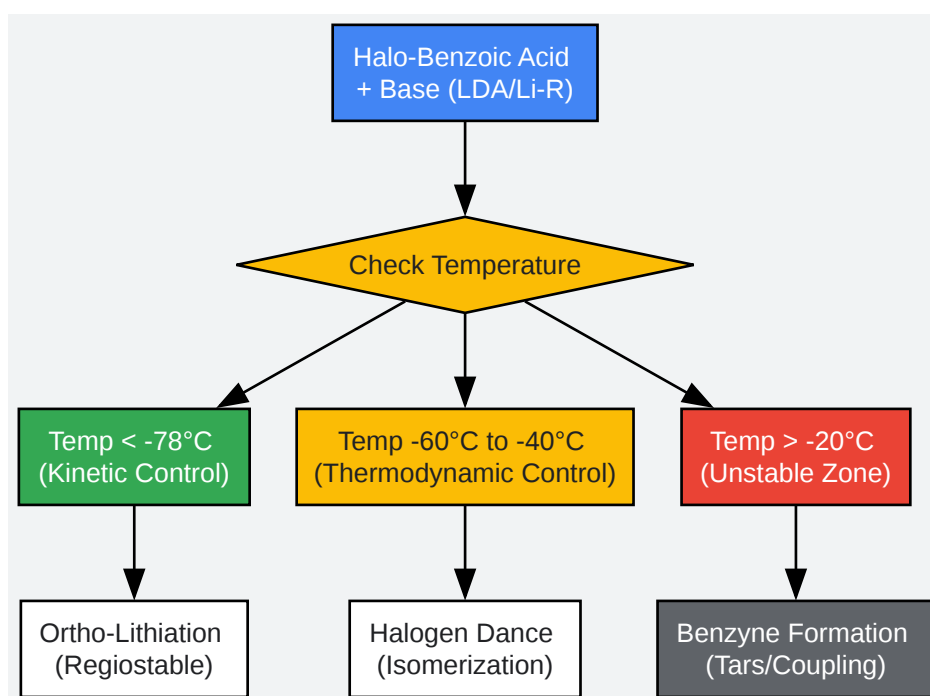 Halo-Benzoic Acid
+ Base (LDA/Li-R)
Check Temperature
Temp < -78°C
(Kinetic Control)
Temp -60°C to -40°C
(Thermodynamic Control)
Temp > -20°C
(Unstable Zone)
Ortho-Lithiation
(Regiostable)
Halogen Dance
(Isomerization)
Benzyne Formation
(Tars/Coupling)